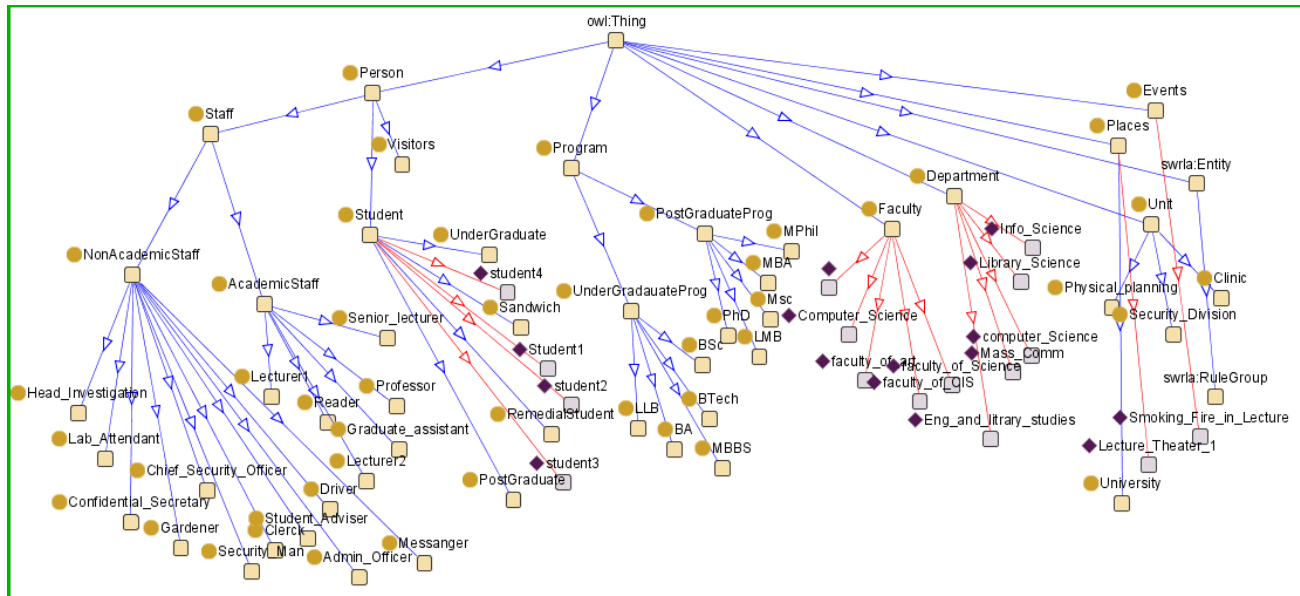 owl:Thing
Person
Events
Staff
Places
Visitors
Program
swrla:Entity
Department
Unit
Student
PostGraduateProg
Faculty
Info_Science
UnderGraduate
MPhil
NonAcademicStaff
student4
MBA
Library_Science
AcademicStaff
UnderGradauateProg
Physical_planning
Clinic
Sandwich
Msc
Senior_lecturer
PhD
Computer_Science
Security_Division
LMB
computer_Science
Student1
BSc
Mass_Comm
faculty_of_art
faculty_of_Science
Lecturer1
Professor
student2
faculty_of_CIS
swrla:RuleGroup
Head_Investigation
Reader
BTech
LLB
RemedialStudent
Eng_and_litrary_studies
Smoking_Fire_in_Lecture
Graduate_assistant
BA
Lab_Attendant
MBBS
Lecture_Theater_1
Lecturer2
student3
Chief_Security_Officer
PostGraduate
University
Driver
Confidential_Secretary
Student_Adviser
Gardener
Clerck
Messanger
Security_Man
Admin_Officer